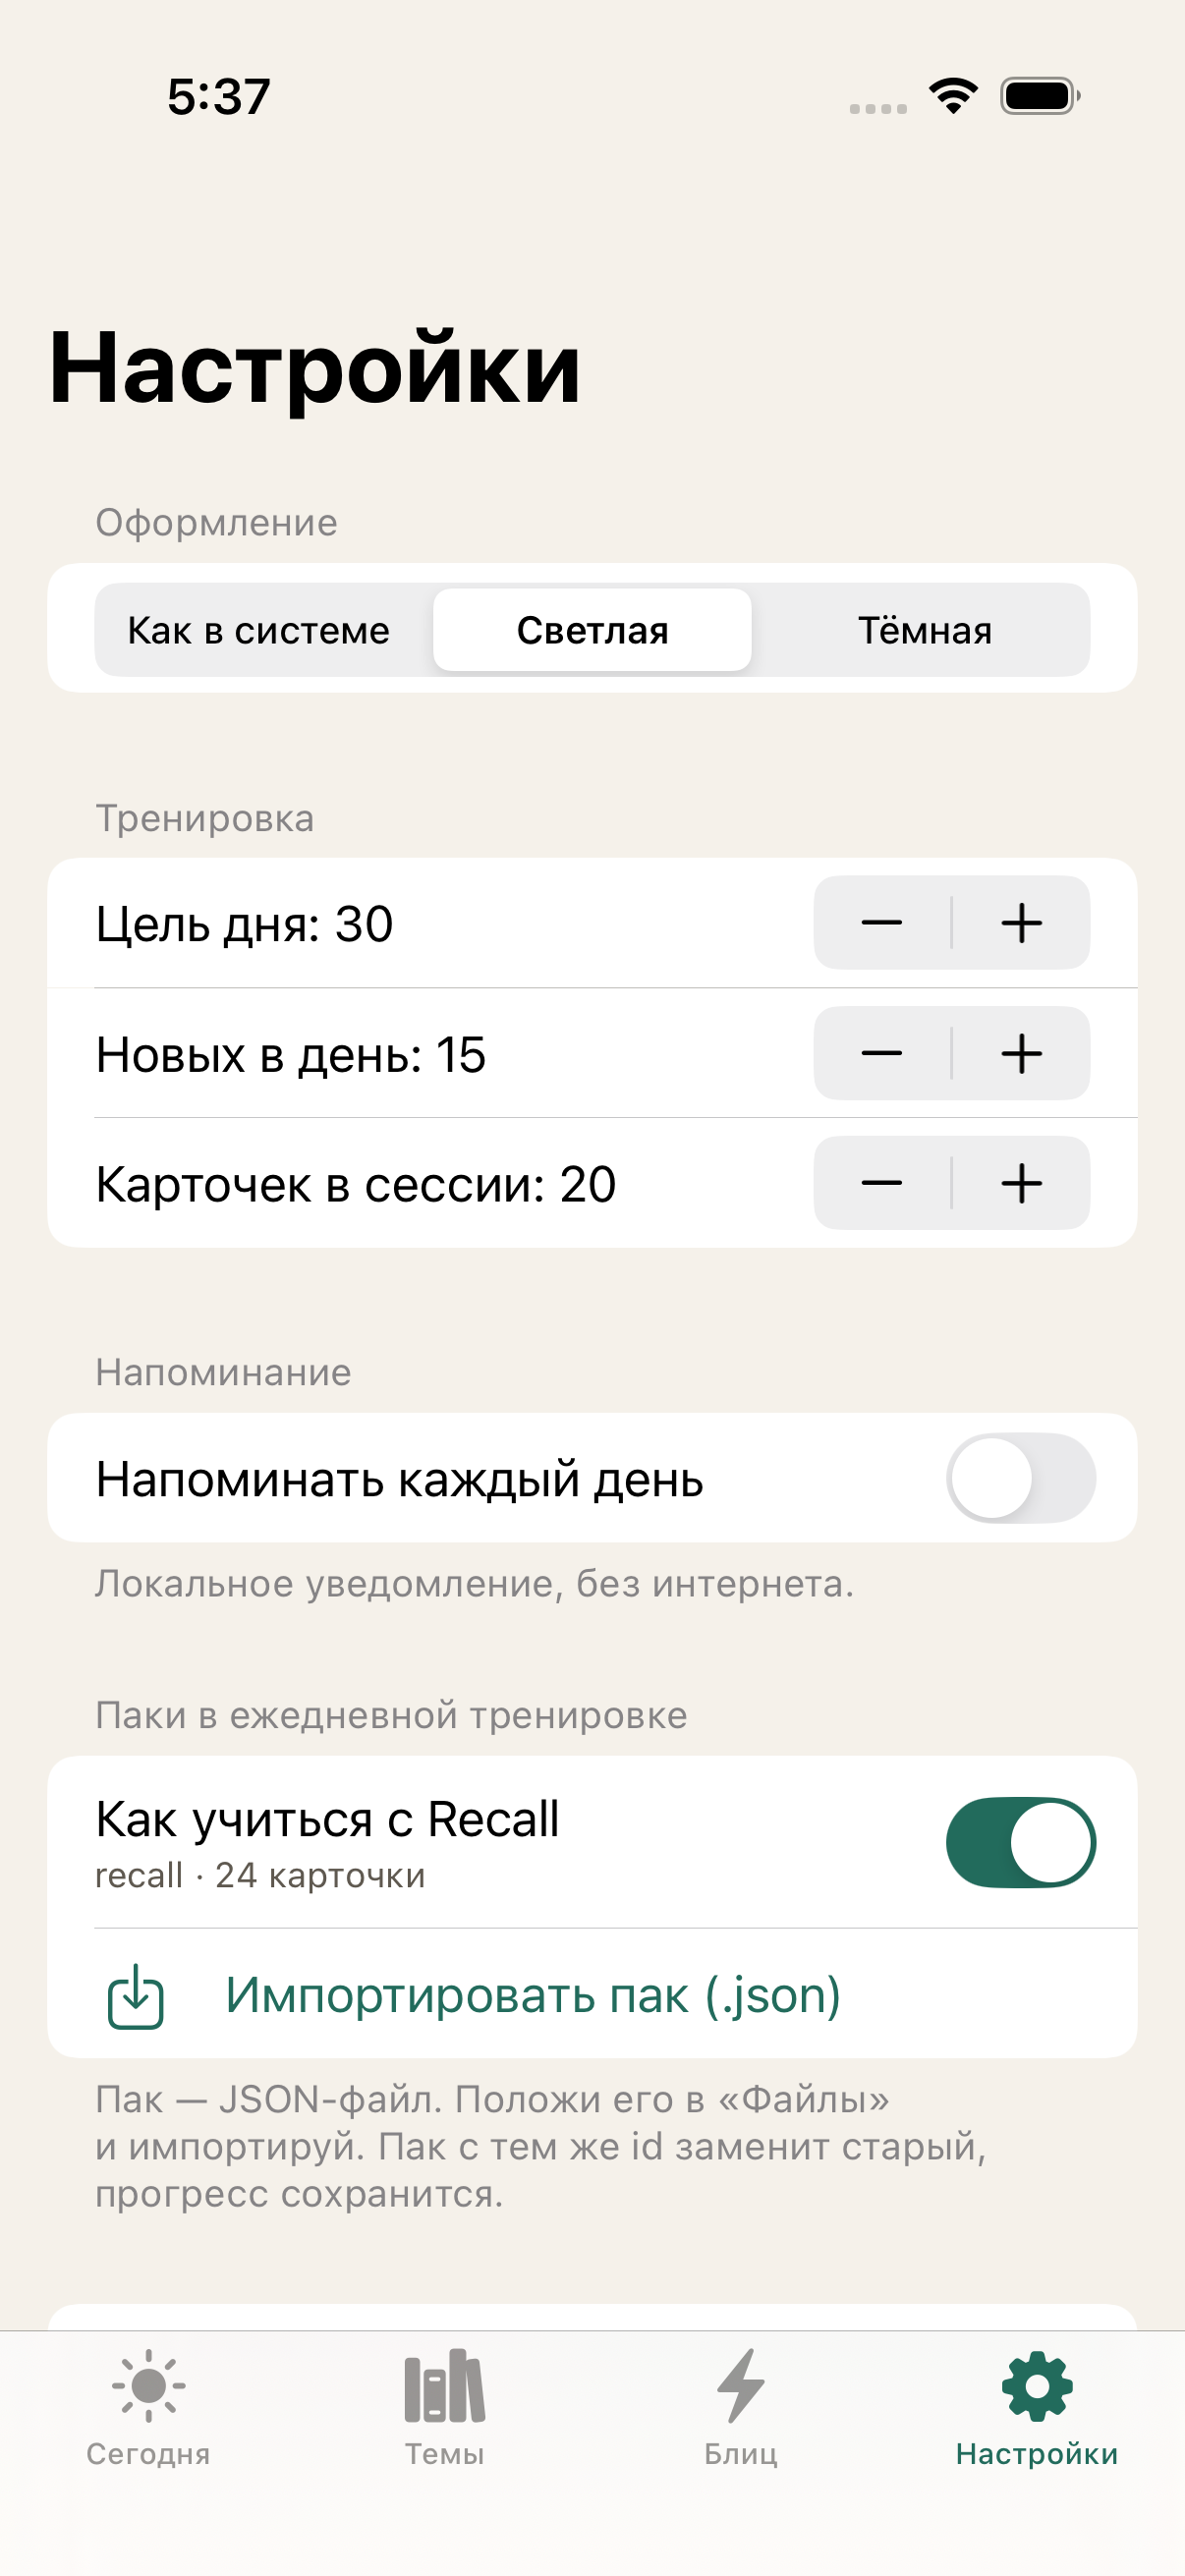 5:37
Настройки
Оформление
Как в системе Светлая Тёмная
Тренировка
Цель дня: 30
Новых в день: 15
Карточек в сессии: 20
Напоминание
Напоминать каждый день
Локальное уведомление, без интернета.
Паки в ежедневной тренировке
Как учиться с Recall
recall · 24 карточки
Импортировать пак (.json)
Пак — JSON-файл. Положи его в «Файлы»
и импортируй. Пак с тем же id заменит старый,
прогресс сохранится.
Сегодня Темы Блиц Настройки